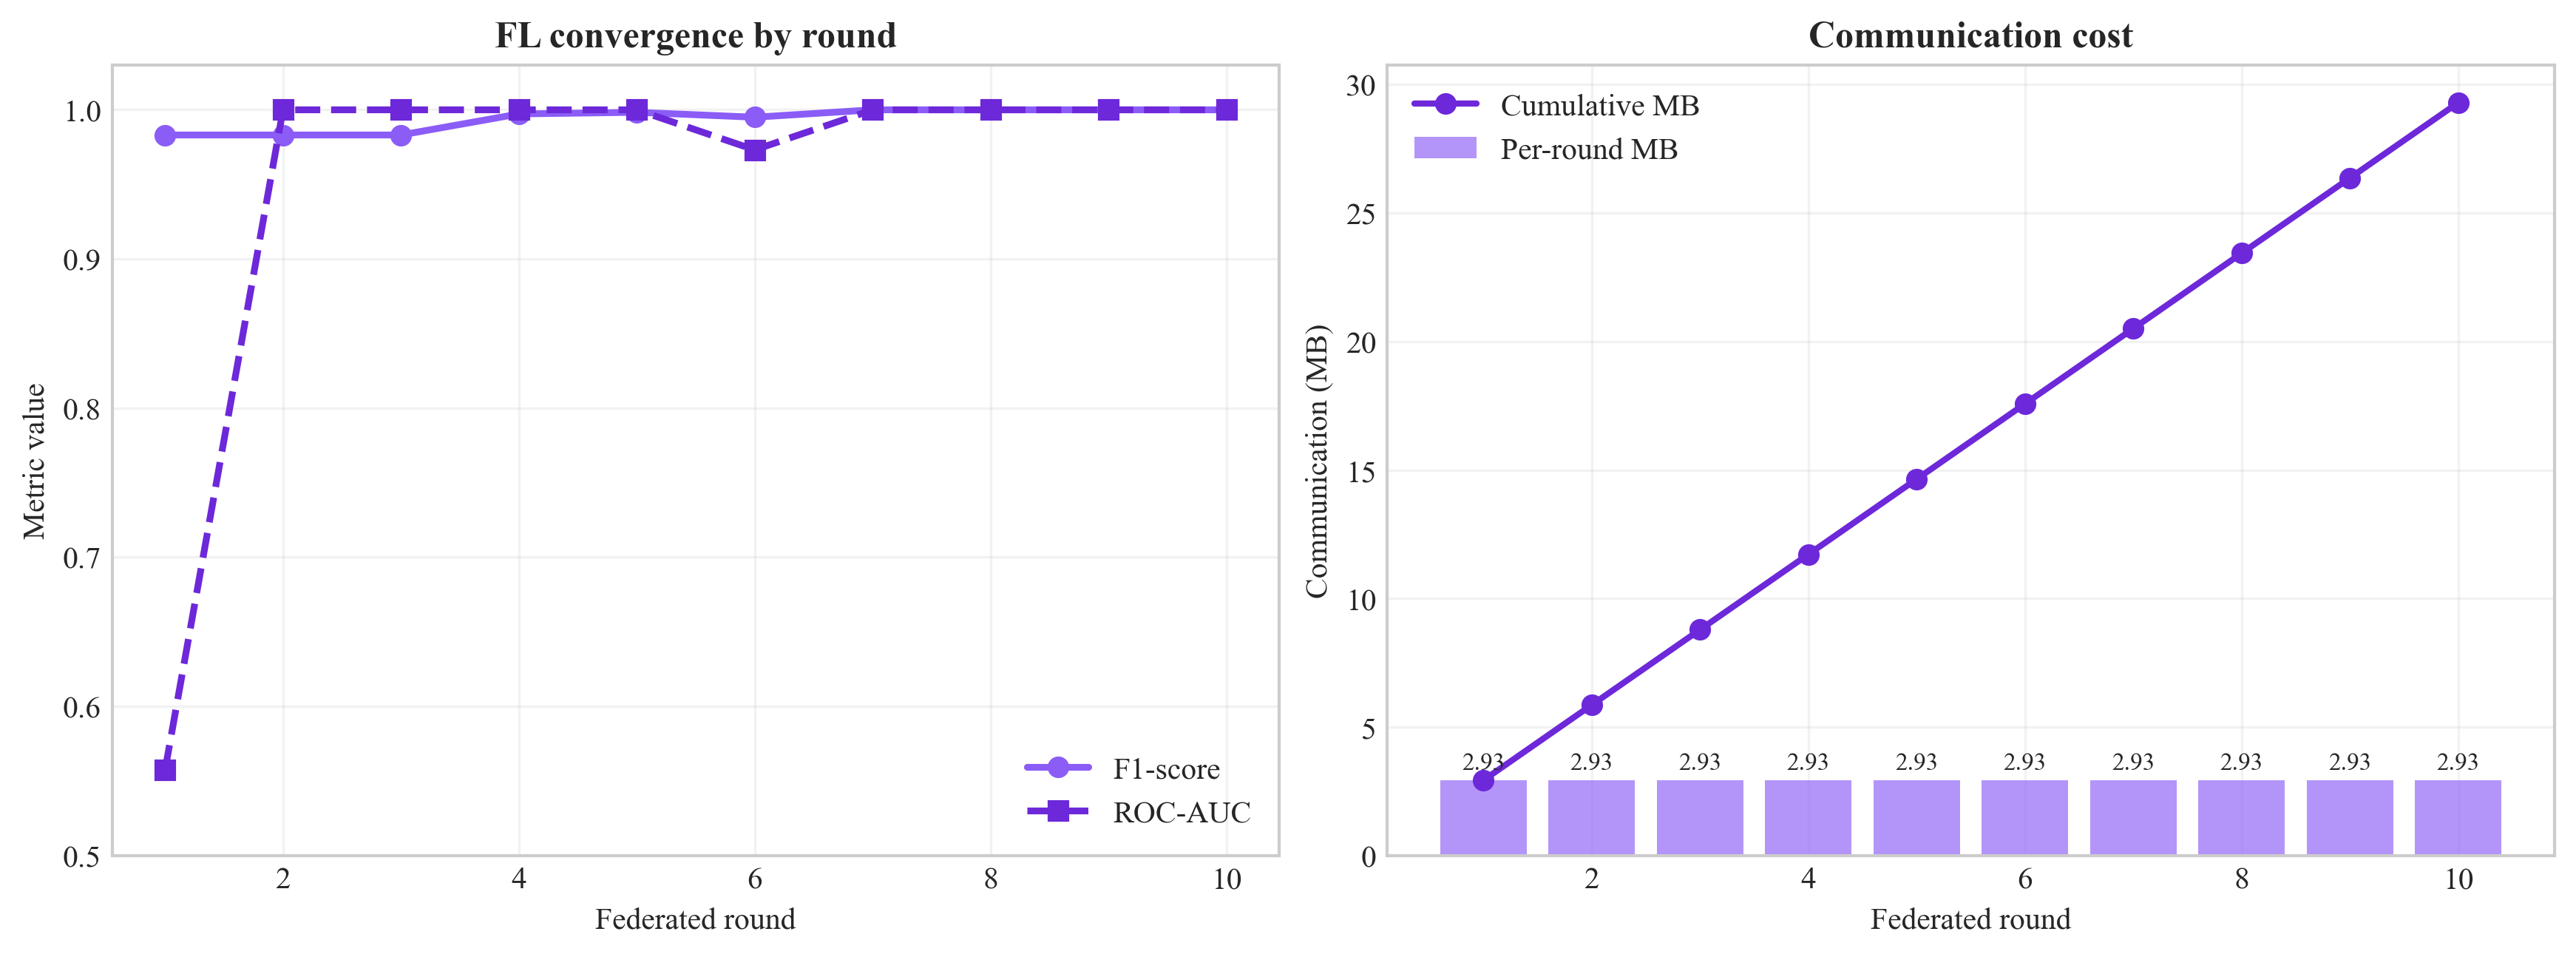 FL convergence by round
Metric value
1.0
0.9
0.8
0.7
0.6
0.5
2 4 6 8 10
Federated round
F1-score
ROC-AUC
Communication cost
Communication (MB)
30
25
20
15
10
5
0
Cumulative MB
Per-round MB
2.93 2.93 2.93 2.93 2.93 2.93 2.93 2.93 2.93 2.93
2 4 6 8 10
Federated round